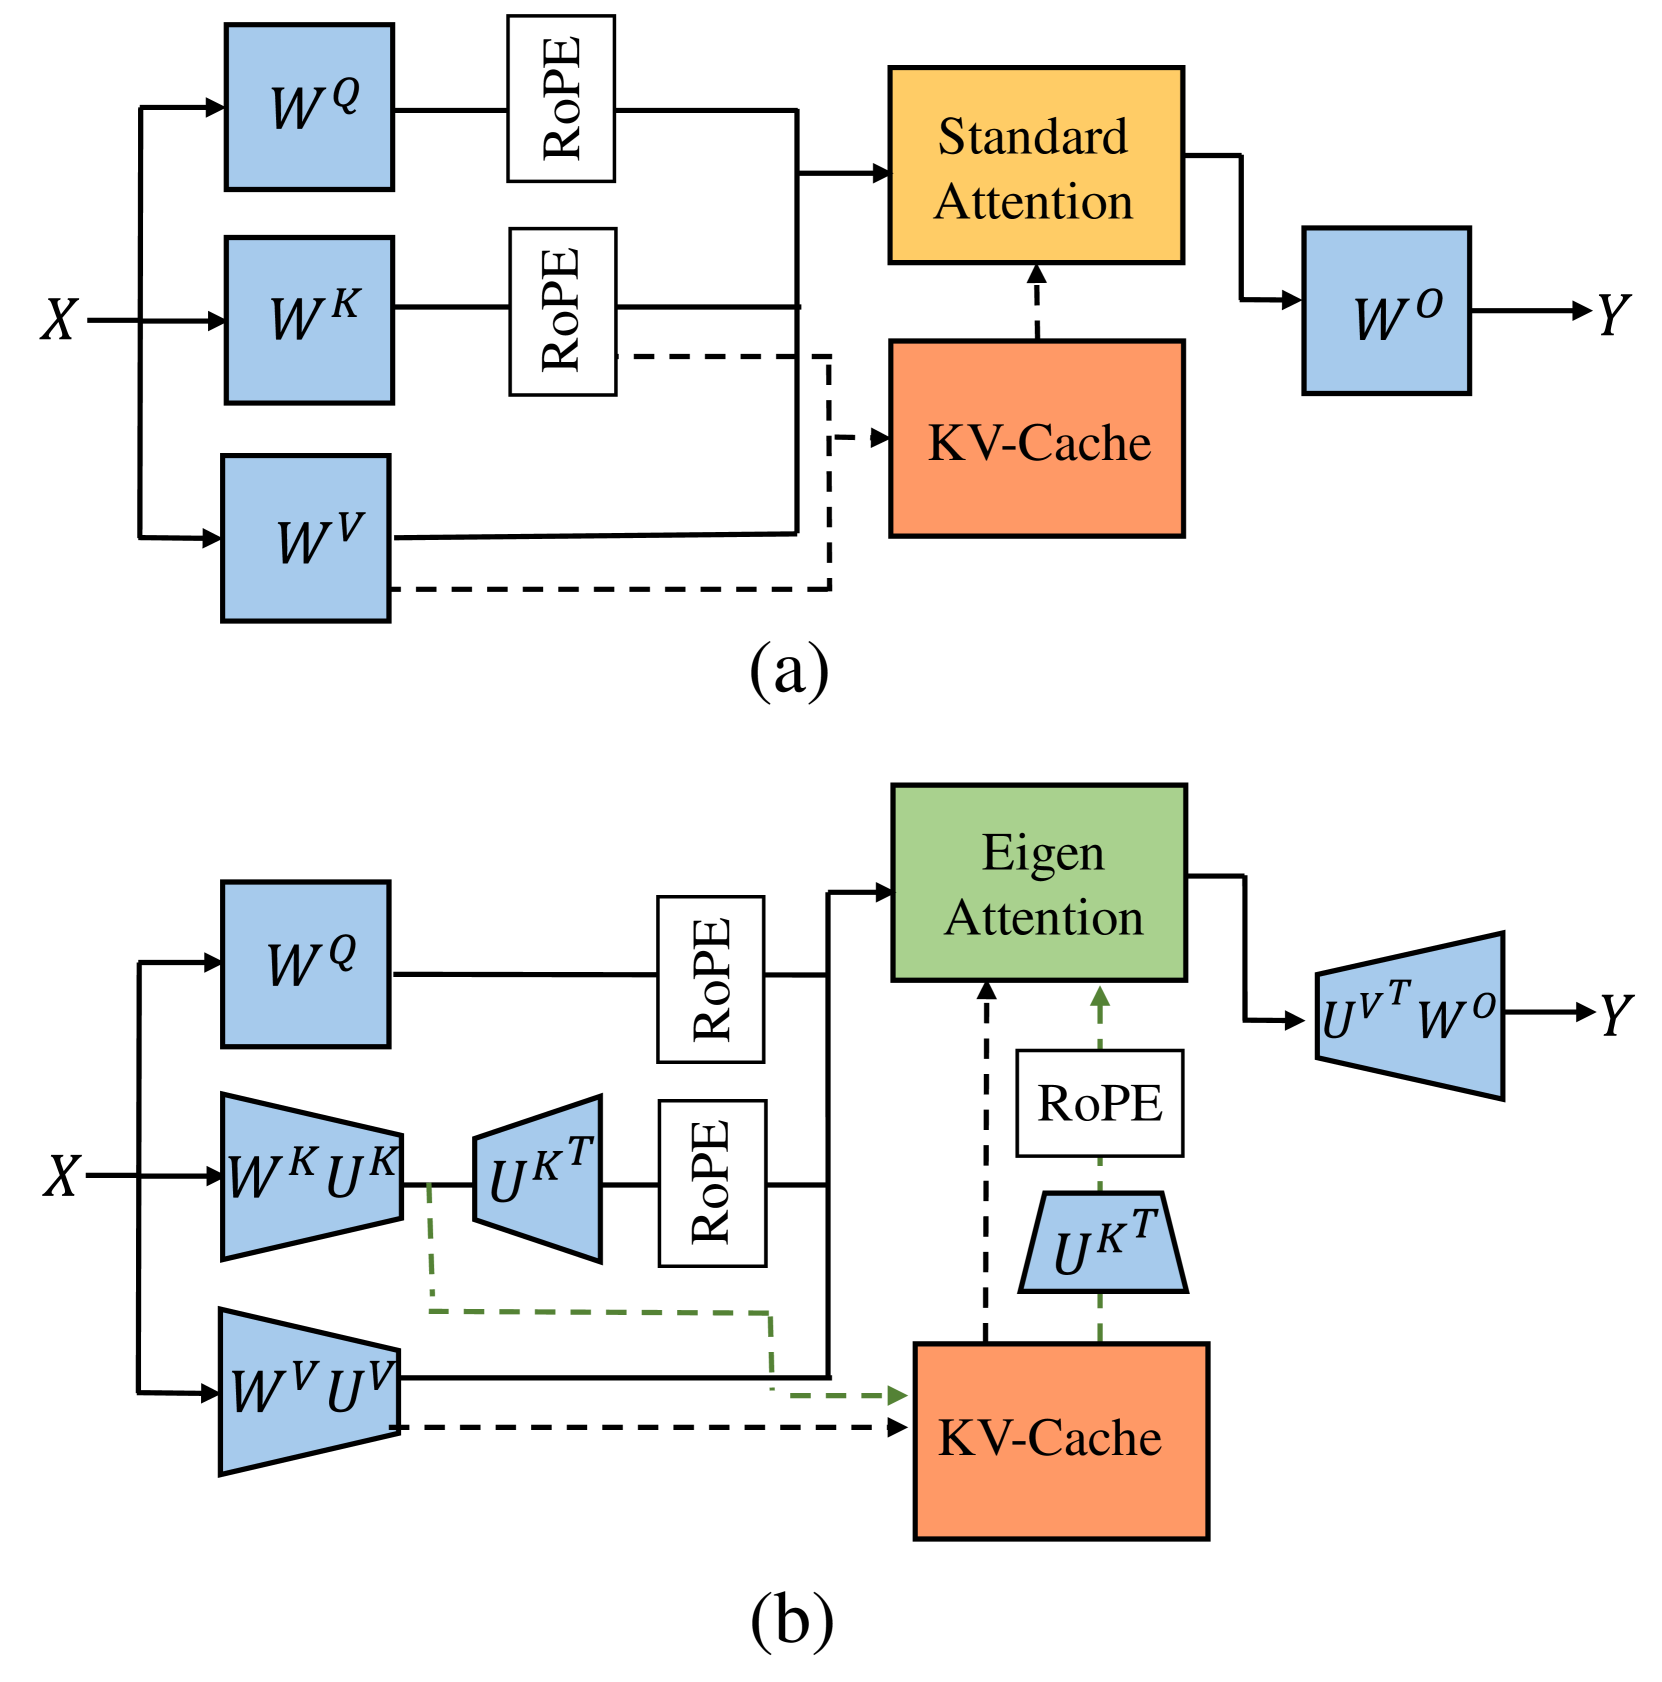 W^Q
RoPE
Standard
Attention
X
W^K
RoPE
W^O
Y
KV-Cache
W^V
(a)
Eigen
Attention
W^Q
RoPE
U^{V^T} W^O
Y
RoPE
X
W^K U^K
U^{K^T}
RoPE
U^{K^T}
W^V U^V
KV-Cache
(b)